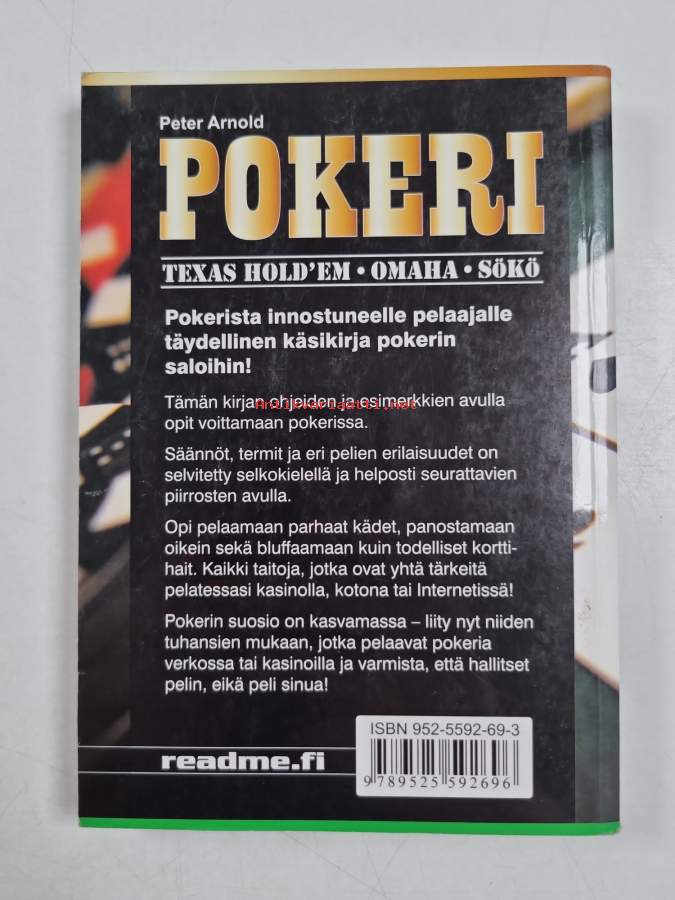 Peter Arnold
POKERI
TEXAS HOLD'EM • OMAHA • SÖKÖ
Pokerista innostuneelle pelaajalle
täydellinen käsikirja pokerin
saloihin!
Tämän kirjan ohjeiden ja esimerkkien avulla
Antikvariaatti.net
opit voittamaan pokerissa.
Säännöt, termit ja eri pelien erilaisuudet on
selvitetty selkokielellä ja helposti seurattavien
piirrosten avulla.
Opi pelaamaan parhaat kädet, panostamaan
oikein sekä bluffaamaan kuin todelliset kortti-
hait. Kaikki taitoja, jotka ovat yhtä tärkeitä
pelatessasi kasinolla, kotona tai Internetissä!
Pokerin suosio on kasvamassa – liity nyt niiden
tuhansien mukaan, jotka pelaavat pokeria
verkossa tai kasinoilla ja varmista, että hallitset
pelin, eikä peli sinua!
ISBN 952-5592-69-3
readme.fi
9 789525 592696